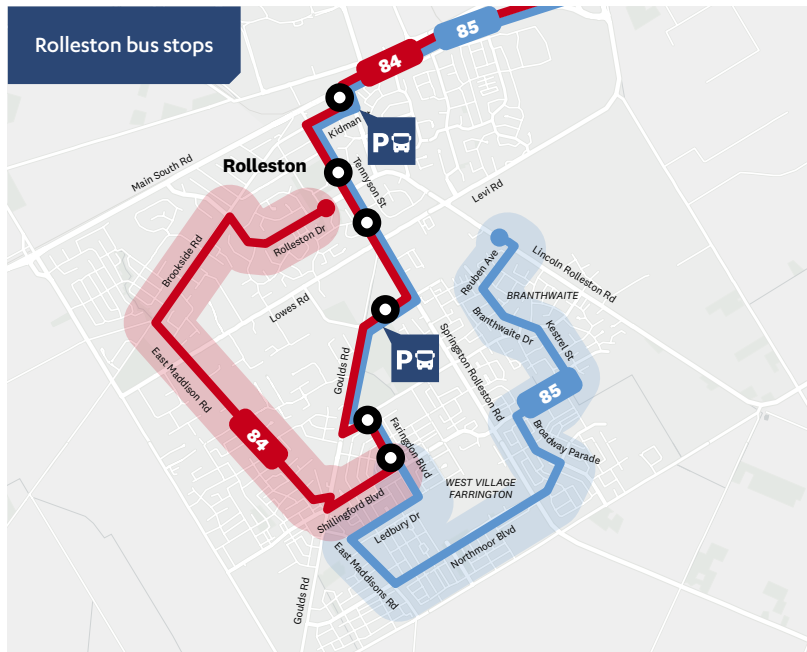 Rolleston bus stops
85
84
Kidman
P
Main South Rd
Rolleston
Tennyson St
Levi Rd
Rolleston Dr
Brookside Rd
Lincoln Rolleston Rd
Reuben Ave
BRANTHWAITE
Lowes Rd
Branthwaite Dr
Kestrel St
P
Springston Rolleston Rd
Goulds Rd
East Maddison Rd
85
84
Faringdon Blvd
Broadway Parade
WEST VILLAGE
FARRINGTON
Shillingford Blvd
Ledbury Dr
Northmoor Blvd
East Maddisons Rd
Goulds Rd